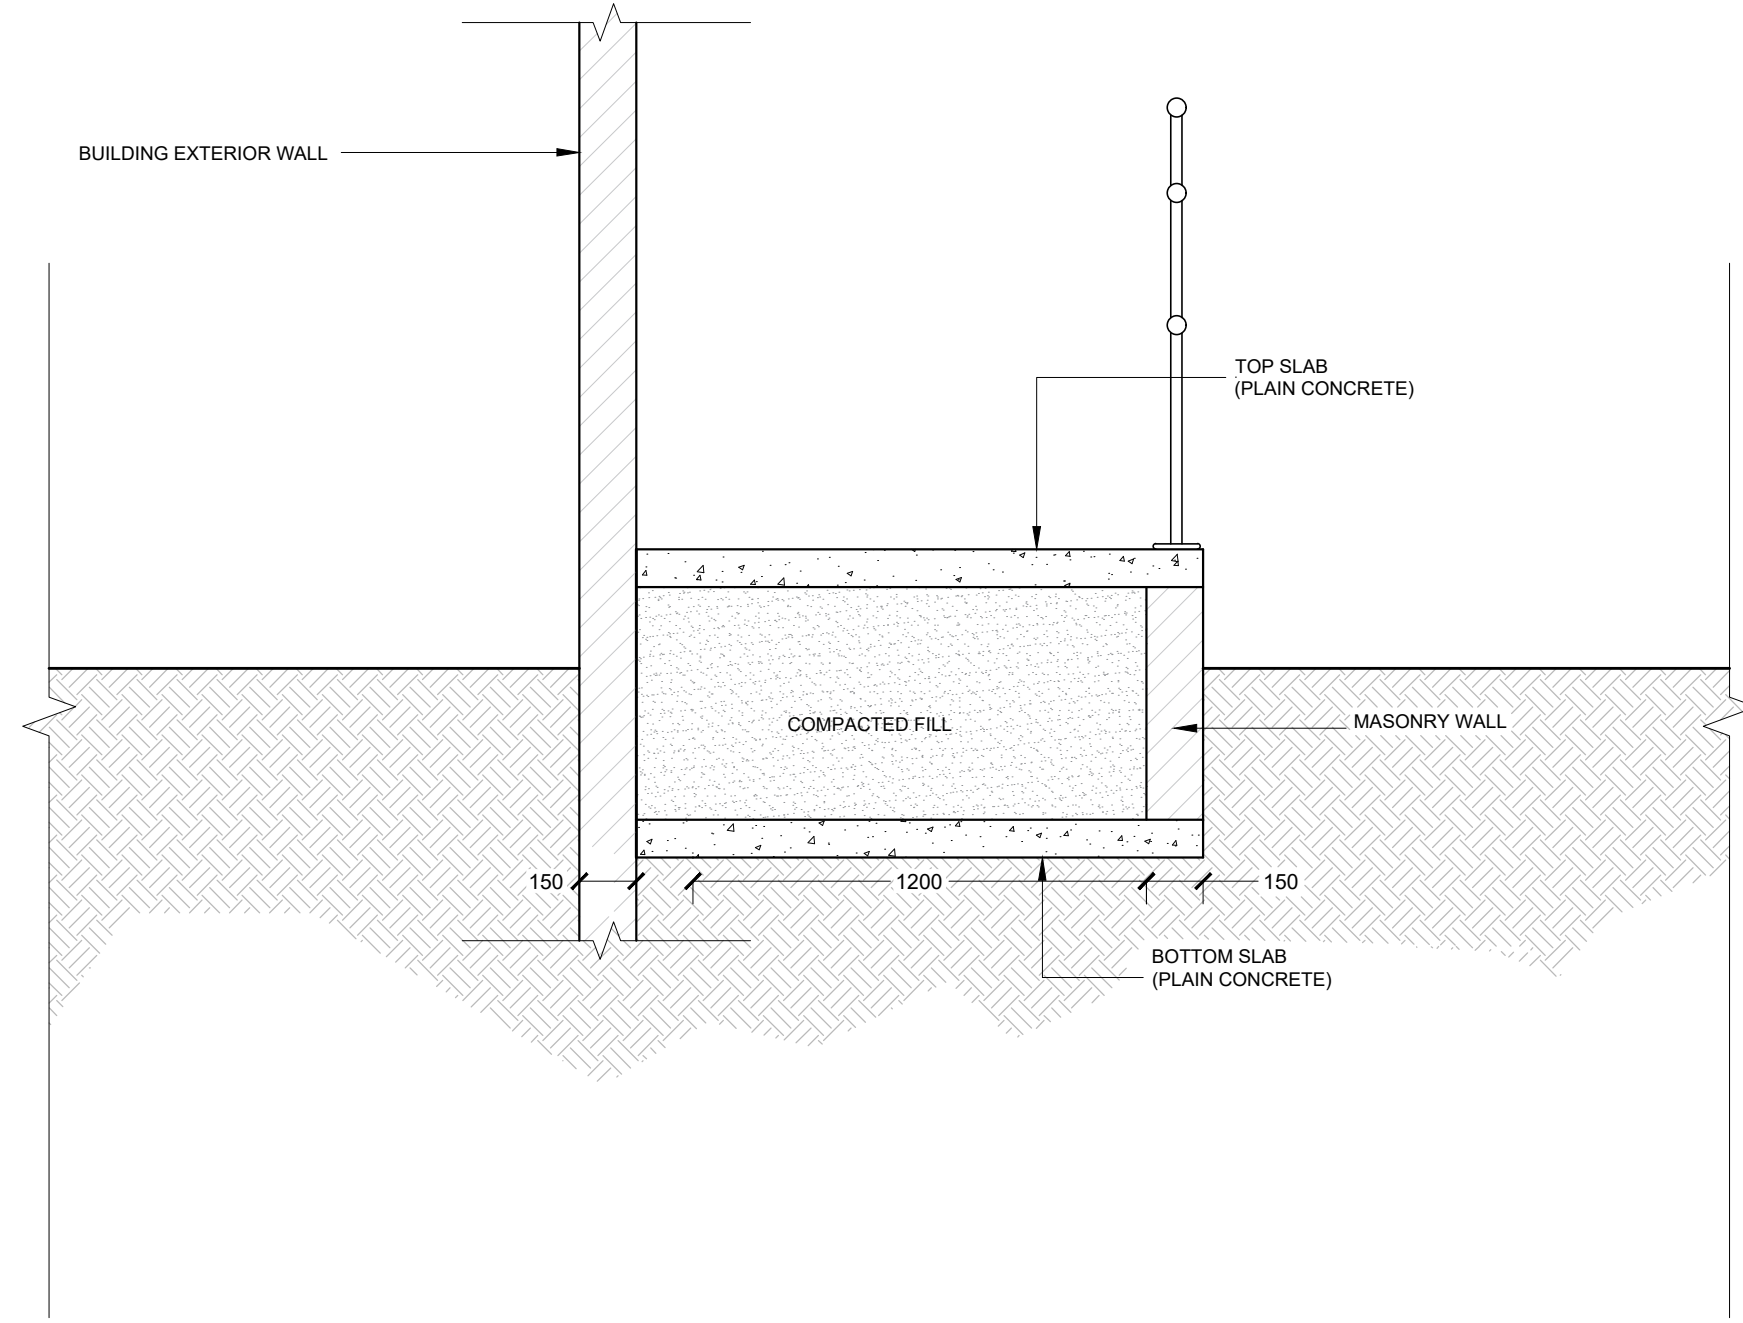 BUILDING EXTERIOR WALL
TOP SLAB
(PLAIN CONCRETE)
COMPACTED FILL
MASONRY WALL
150
1200
150
BOTTOM SLAB
(PLAIN CONCRETE)